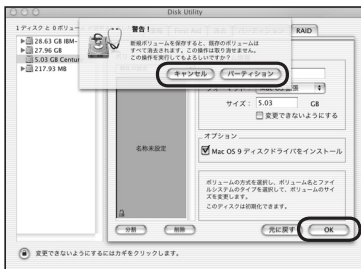 Disk Utility
1 ディスク と 0 ボリュー
28.63 GB IBM-
27.96 GB
5.03 GB Centur
217.93 MB
RAID
警告！
新規ボリュームを保存すると、既存のボリュームは
すべて消去されます。この操作は取り消せません。
この操作を実行してもよろしいですか？
キャンセル
パーティション
サイズ：
5.03
GB
変更できないようにする
名称未設定
オプション
Mac OS 9 ディスクドライバをインストール
ボリュームの方式を選択し、ボリューム名とファイ
ルシステムのタイプを選択して、ボリュームのサイ
ズを変更します。
このディスクは初期化できます。
分割
削除
元に戻す
OK
変更できないようにするにはカギをクリックします。